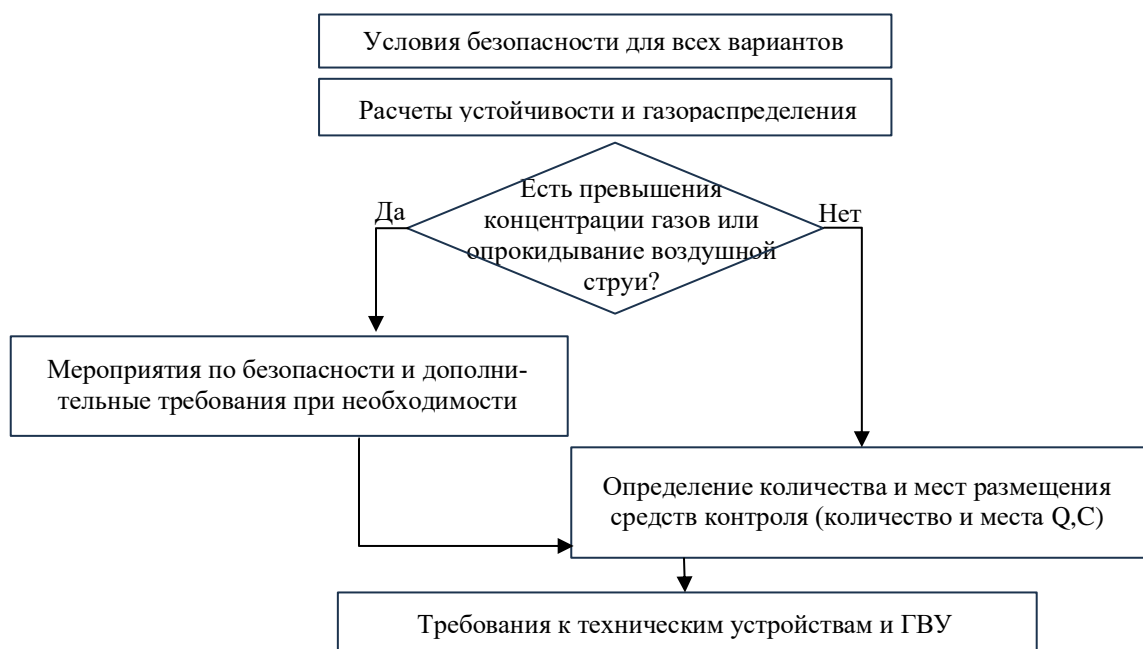 Условия безопасности для всех вариантов
Расчеты устойчивости и газораспределения
Есть превышения
концентрации газов или
опрокидывание воздушной
струи?
Да
Нет
Мероприятия по безопасности и дополни-
тельные требования при необходимости
Определение количества и мест размещения
средств контроля (количество и места Q,C)
Требования к техническим устройствам и ГВУ